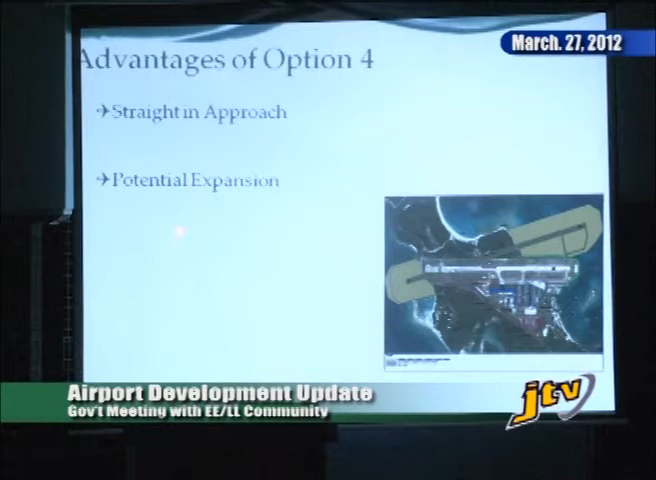 March. 27, 2012
Advantages of Option 4
Straight in Approach
Potential Expansion
Airport Development Update
Gov't Meeting with EE/LL Community
jtv